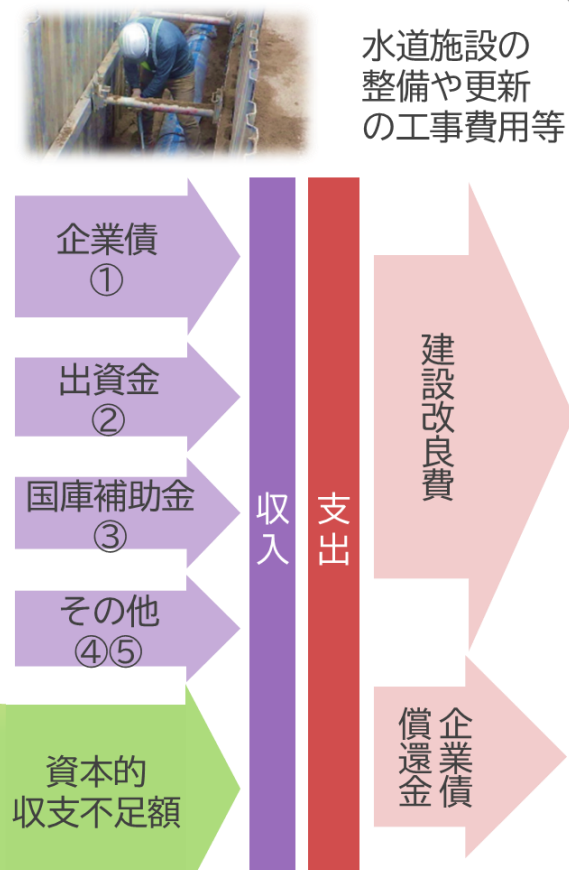 水道施設の
整備や更新
の工事費用等
企業債
①
出資金
②
国庫補助金
③
その他
④⑤
資本的
収支不足額
収入
支出
建設改良費
企業債
償還金